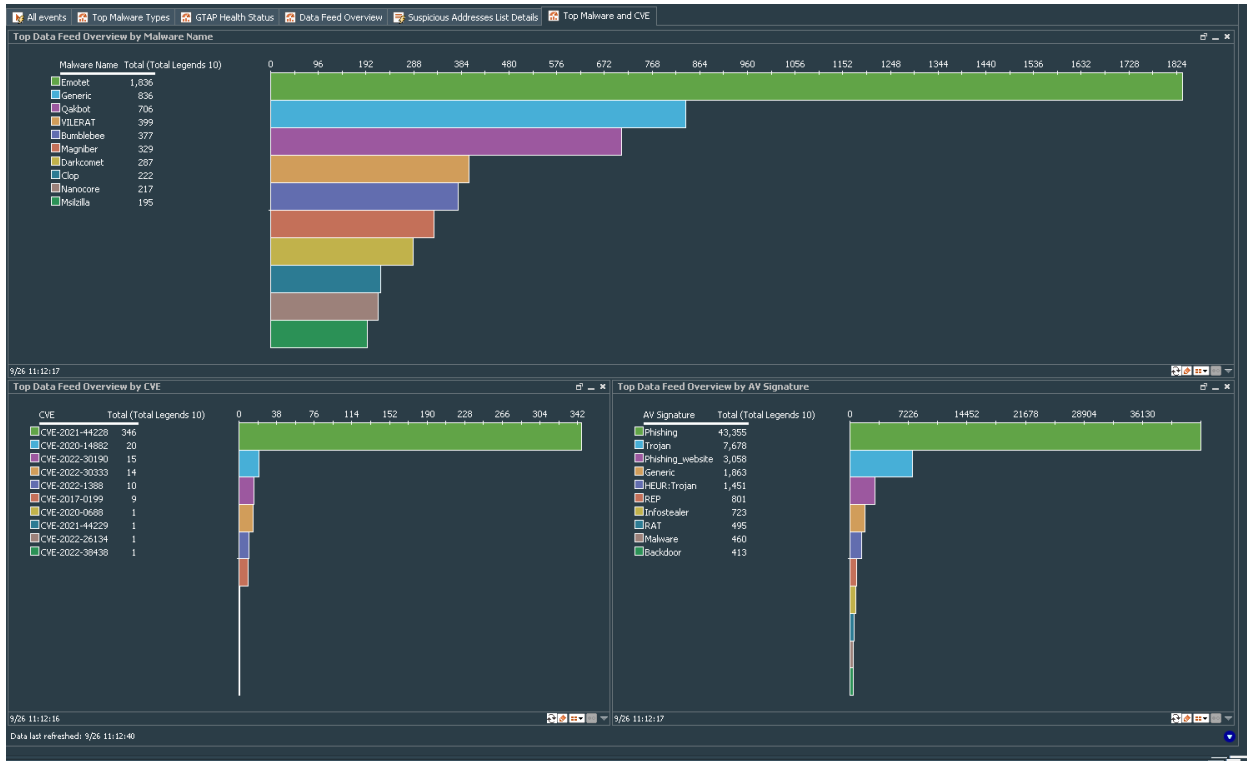 All events Top Malware Types GTAP Health Status Data Feed Overview Suspicious Addresses List Details Top Malware and CVE
Top Data Feed Overview by Malware Name
Malware Name Total (Total Legends 10)
0 96 192 288 384 480 576 672 768 864 960 1056 1152 1248 1344 1440 1536 1632 1728 1824
Emotet 1,836
Generic 836
Qakbot 706
VILERAT 399
Bumblebee 377
Magniber 329
Darkcomet 287
Clop 222
Nanocore 217
Msilzilla 195
9/26 11:12:17
Top Data Feed Overview by CVE
CVE Total (Total Legends 10)
0 38 76 114 152 190 228 266 304 342
CVE-2021-44228 346
CVE-2020-14882 20
CVE-2022-30190 15
CVE-2022-30333 14
CVE-2022-1388 10
CVE-2017-0199 9
CVE-2020-0688 1
CVE-2021-44229 1
CVE-2022-26134 1
CVE-2022-38438 1
9/26 11:12:16
Top Data Feed Overview by AV Signature
AV Signature Total (Total Legends 10)
0 7226 14452 21678 28904 36130
Phishing 43,355
Trojan 7,678
Phishing_website 3,058
Generic 1,863
HEUR:Trojan 1,451
REP 801
Infostealer 723
RAT 495
Malware 460
Backdoor 413
9/26 11:12:17
Data last refreshed: 9/26 11:12:40